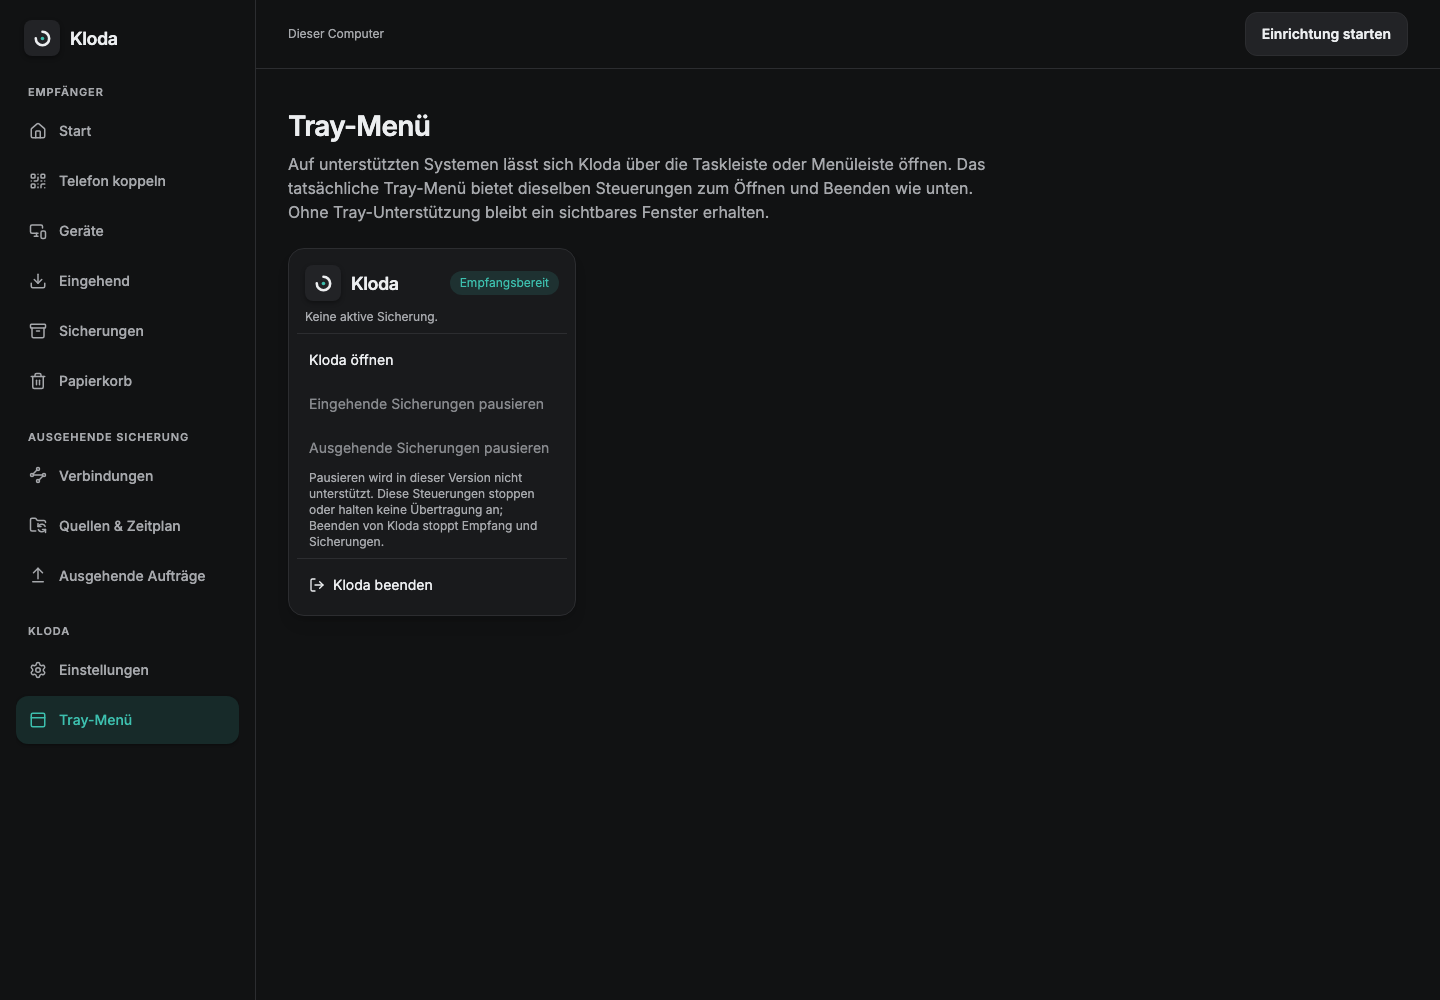 Kloda
EMPFÄNGER
Start
Telefon koppeln
Geräte
Eingehend
Sicherungen
Papierkorb
AUSGEHENDE SICHERUNG
Verbindungen
Quellen & Zeitplan
Ausgehende Aufträge
KLODA
Einstellungen
Tray-Menü
Dieser Computer
Einrichtung starten
Tray-Menü
Auf unterstützten Systemen lässt sich Kloda über die Taskleiste oder Menüleiste öffnen. Das
tatsächliche Tray-Menü bietet dieselben Steuerungen zum Öffnen und Beenden wie unten.
Ohne Tray-Unterstützung bleibt ein sichtbares Fenster erhalten.
Kloda
Empfangsbereit
Keine aktive Sicherung.
Kloda öffnen
Eingehende Sicherungen pausieren
Ausgehende Sicherungen pausieren
Pausieren wird in dieser Version nicht
unterstützt. Diese Steuerungen stoppen
oder halten keine Übertragung an;
Beenden von Kloda stoppt Empfang und
Sicherungen.
Kloda beenden